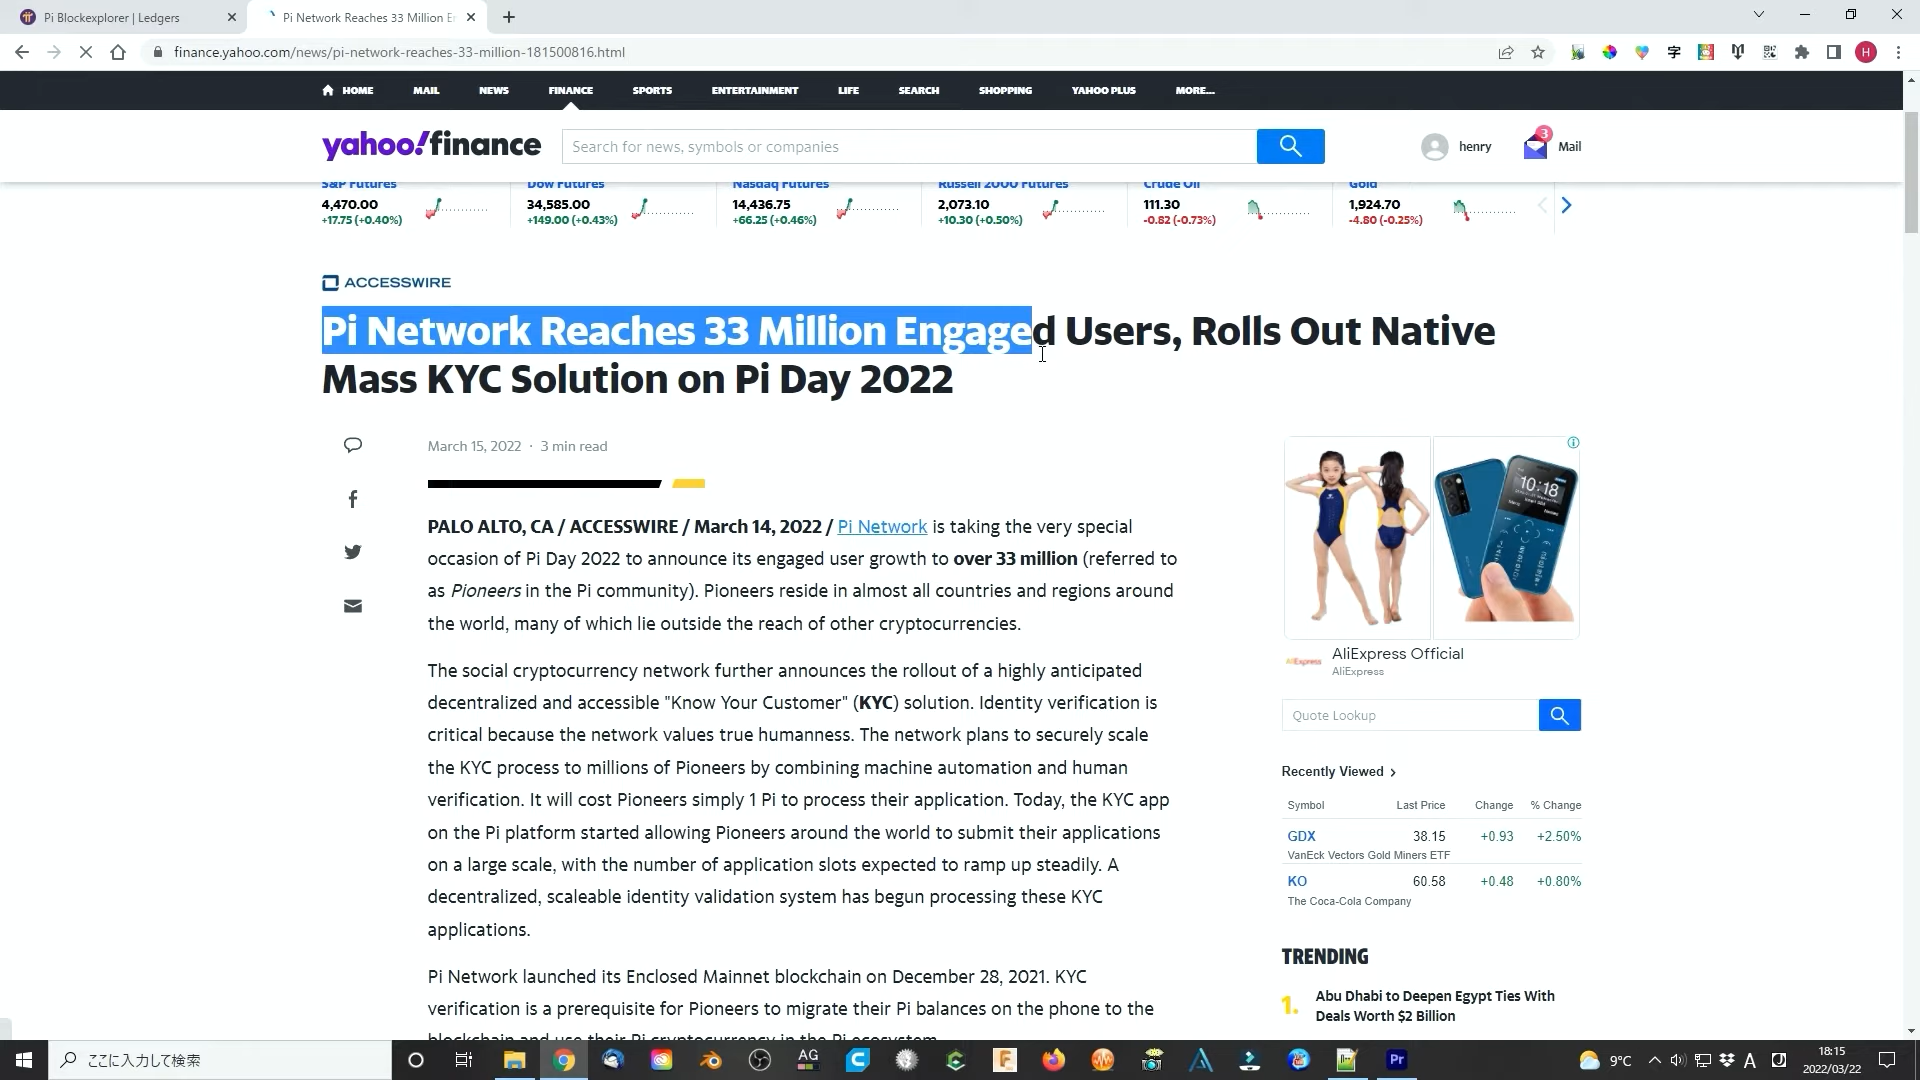 Pi Blockexplorer | Ledgers
Pi Network Reaches 33 Million En
finance.yahoo.com/news/pi-network-reaches-33-million-181500816.html
字
H
HOME MAIL NEWS FINANCE SPORTS ENTERTAINMENT LIFE SEARCH SHOPPING YAHOO PLUS MORE...
yahoo!finance
Search for news, symbols or companies
henry
3
Mail
S&P Futures
4,470.00
+17.75 (+0.40%)
Dow Futures
34,585.00
+149.00 (+0.43%)
Nasdaq Futures
14,436.75
+66.25 (+0.46%)
Russell 2000 Futures
2,073.10
+10.30 (+0.50%)
Crude Oil
111.30
-0.82 (-0.73%)
Gold
1,924.70
-4.80 (-0.25%)
ACCESSWIRE
Pi Network Reaches 33 Million Engaged Users, Rolls Out Native
Mass KYC Solution on Pi Day 2022
March 15, 2022 · 3 min read
PALO ALTO, CA / ACCESSWIRE / March 14, 2022 / Pi Network is taking the very special
occasion of Pi Day 2022 to announce its engaged user growth to over 33 million (referred to
as Pioneers in the Pi community). Pioneers reside in almost all countries and regions around
the world, many of which lie outside the reach of other cryptocurrencies.
The social cryptocurrency network further announces the rollout of a highly anticipated
decentralized and accessible "Know Your Customer" (KYC) solution. Identity verification is
critical because the network values true humanness. The network plans to securely scale
the KYC process to millions of Pioneers by combining machine automation and human
verification. It will cost Pioneers simply 1 Pi to process their application. Today, the KYC app
on the Pi platform started allowing Pioneers around the world to submit their applications
on a large scale, with the number of application slots expected to ramp up steadily. A
decentralized, scaleable identity validation system has begun processing these KYC
applications.
Pi Network launched its Enclosed Mainnet blockchain on December 28, 2021. KYC
verification is a prerequisite for Pioneers to migrate their Pi balances on the phone to the
blockchain and use their Pi cryptocurrency in the Pi ecosystem.
10:18
AliExpress
AliExpress Official
AliExpress
Quote Lookup
Recently Viewed
Symbol Last Price Change % Change
GDX 38.15 +0.93 +2.50%
VanEck Vectors Gold Miners ETF
KO 60.58 +0.48 +0.80%
The Coca-Cola Company
TRENDING
1. Abu Dhabi to Deepen Egypt Ties With
Deals Worth $2 Billion
ここに入力して検索
AG
Pr
9°C
A
18:15
2022/03/22